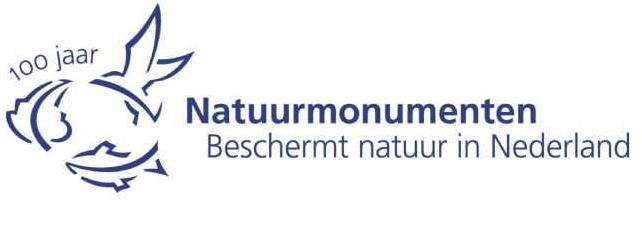 100 jaar
Natuurmonumenten
Beschermt natuur in Nederland